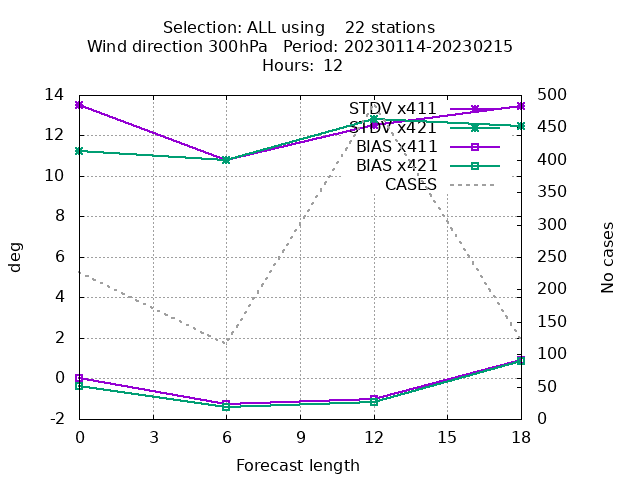 Selection: ALL using    22 stations
Wind direction 300hPa   Period: 20230114-20230215
Hours:  12
STDV x411
STDV x421
BIAS x411
BIAS x421
CASES
deg
14
12
10
8
6
4
2
0
-2
500
450
400
350
300
250
200
150
100
50
0
No cases
0 3 6 9 12 15 18
Forecast length